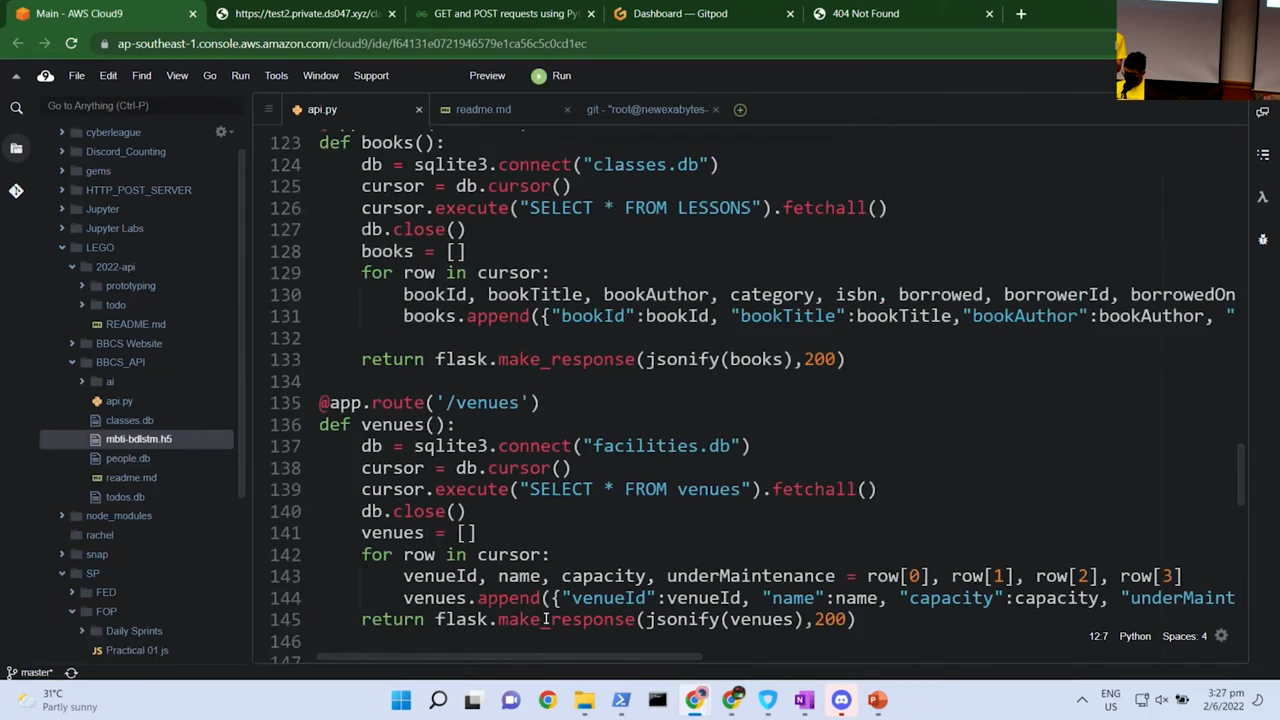 Main - AWS Cloud9
https://test2.private.ds047.xyz/cl
GET and POST requests using Py
Dashboard — Gitpod
404 Not Found
ap-southeast-1.console.aws.amazon.com/cloud9/ide/f64131e0721946579e1ca56c5c0cd1ec
File Edit Find View Go Run Tools Window Support Preview Run
Go to Anything (Ctrl-P)
api.py
readme.md
git - "root@newexabytes-
cyberleague
Discord_Counting
gems
HTTP_POST_SERVER
Jupyter
Jupyter Labs
LEGO
2022-api
prototyping
todo
README.md
BBCS Website
BBCS_API
ai
api.py
classes.db
mbti-bdlstm.h5
people.db
readme.md
todos.db
node_modules
rachel
snap
SP
FED
FOP
Daily Sprints
Practical 01 js
123 def books():
124 db = sqlite3.connect("classes.db")
125 cursor = db.cursor()
126 cursor.execute("SELECT * FROM LESSONS").fetchall()
127 db.close()
128 books = []
129 for row in cursor:
130 bookId, bookTitle, bookAuthor, category, isbn, borrowed, borrowerId, borrowedOn
131 books.append({"bookId":bookId, "bookTitle":bookTitle,"bookAuthor":bookAuthor, "
132
133 return flask.make_response(jsonify(books),200)
134
135 @app.route('/venues')
136 def venues():
137 db = sqlite3.connect("facilities.db")
138 cursor = db.cursor()
139 cursor.execute("SELECT * FROM venues").fetchall()
140 db.close()
141 venues = []
142 for row in cursor:
143 venueId, name, capacity, underMaintenance = row[0], row[1], row[2], row[3]
144 venues.append({"venueId":venueId, "name":name, "capacity":capacity, "underMaint
145 return flask.make_response(jsonify(venues),200)
146
147
12:7 Python Spaces: 4
master*
31°C
Partly sunny
ENG
US
3:27 pm
2/6/2022